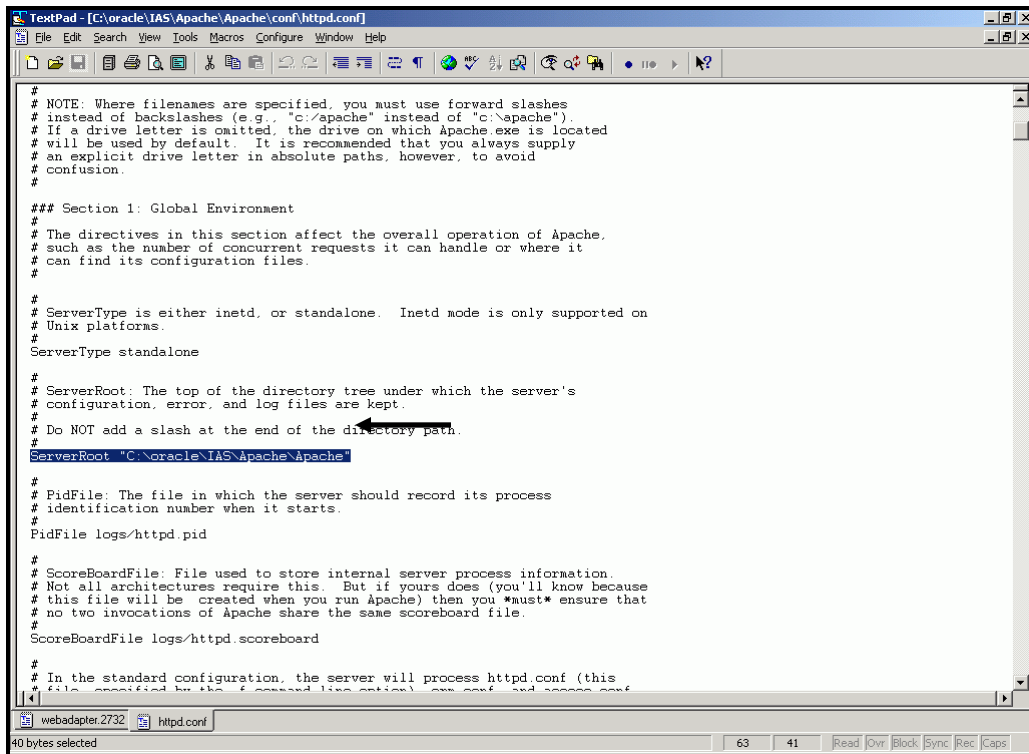 TextPad - [C:\oracle\IAS\Apache\Apache\conf\httpd.conf]
File Edit Search View Tools Macros Configure Window Help
#
# NOTE: Where filenames are specified, you must use forward slashes
# instead of backslashes (e.g., "c:/apache" instead of "c:\apache").
# If a drive letter is omitted, the drive on which Apache.exe is located
# will be used by default.  It is recommended that you always supply
# an explicit drive letter in absolute paths, however, to avoid
# confusion.
#
### Section 1: Global Environment
#
# The directives in this section affect the overall operation of Apache,
# such as the number of concurrent requests it can handle or where it
# can find its configuration files.
#
#
# ServerType is either inetd, or standalone.  Inetd mode is only supported on
# Unix platforms.
#
ServerType standalone
#
# ServerRoot: The top of the directory tree under which the server's
# configuration, error, and log files are kept.
#
# Do NOT add a slash at the end of the directory path.
#
ServerRoot "C:\oracle\IAS\Apache\Apache"
#
# PidFile: The file in which the server should record its process
# identification number when it starts.
#
PidFile logs/httpd.pid
#
# ScoreBoardFile: File used to store internal server process information.
# Not all architectures require this.  But if yours does (you'll know because
# this file will be  created when you run Apache) then you *must* ensure that
# no two invocations of Apache share the same scoreboard file.
#
ScoreBoardFile logs/httpd.scoreboard
#
# In the standard configuration, the server will process httpd.conf (this
# file, specified by the -f command line option), srm.conf, and access.conf
webadapter.2732 httpd.conf
40 bytes selected 63 41 Read Ovr Block Sync Rec Caps